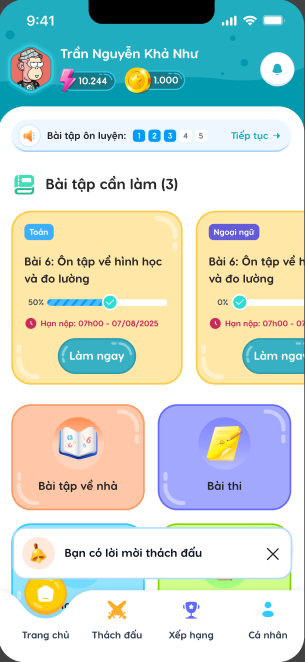 9:41
Trần Nguyễn Khả Như
10.244
1.000
Bài tập ôn luyện: 1 2 3 4 5 Tiếp tục →
Bài tập cần làm (3)
Toán
Bài 6: Ôn tập về hình học
và đo lường
50%
Hạn nộp: 07h00 - 07/08/2025
Làm ngay
Ngoại ngữ
Bài 6: Ôn tập về h
và đo lường
0%
Hạn nộp: 07h00 - 07
Làm ngay
Bài tập về nhà
Bài thi
Bạn có lời mời thách đấu
Trang chủ
Thách đấu
Xếp hạng
Cá nhân